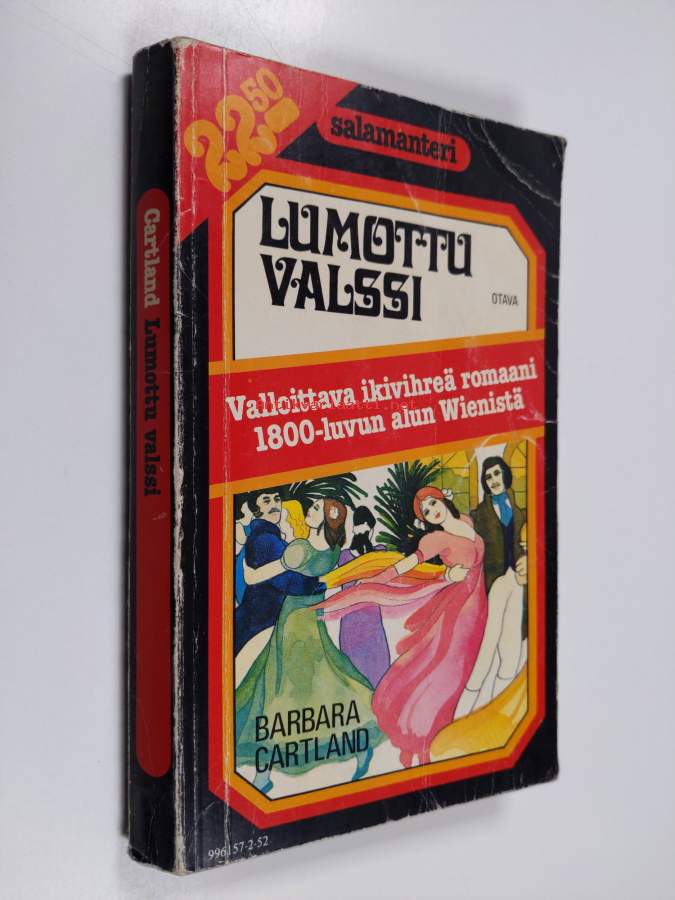 22.50
salamanteri
LUMOTTU
VALSSI
OTAVA
Valloittava ikivihreä romaani
1800-luvun alun Wienistä
BARBARA
CARTLAND
996157-2-52
Cartland Lumottu valssi